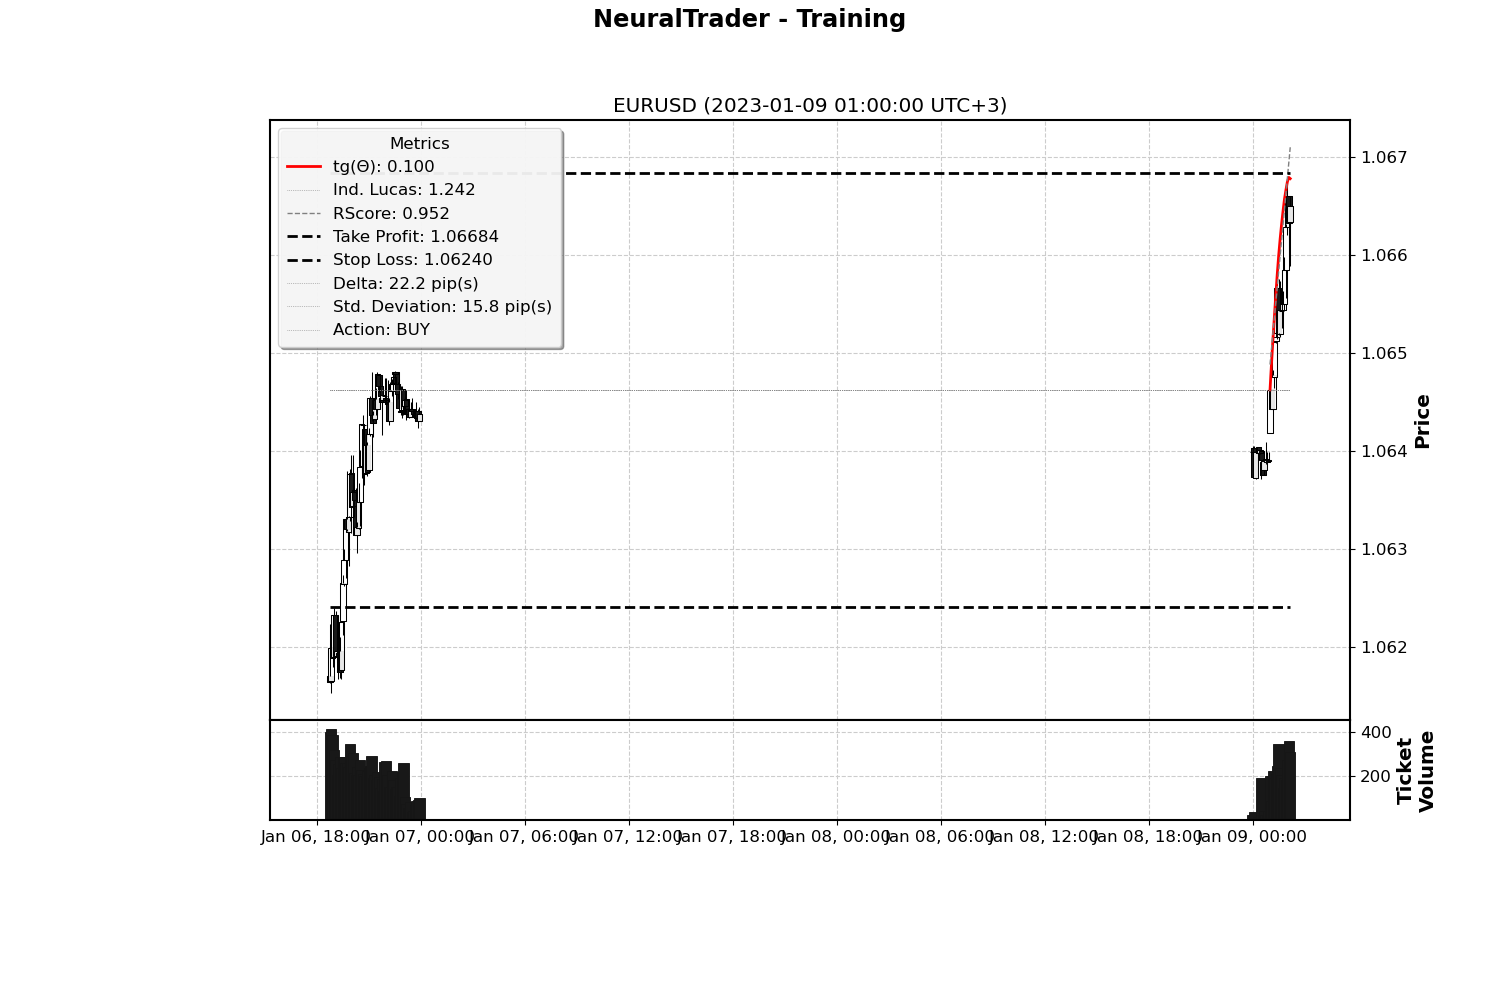 NeuralTrader - Training
EURUSD (2023-01-09 01:00:00 UTC+3)
Metrics
tg(Θ): 0.100
Ind. Lucas: 1.242
RScore: 0.952
Take Profit: 1.06684
Stop Loss: 1.06240
Delta: 22.2 pip(s)
Std. Deviation: 15.8 pip(s)
Action: BUY
1.067
1.066
1.065
1.064
1.063
1.062
Price
400
200
Ticket
Volume
Jan 06, 18:00 Jan 07, 00:00 Jan 07, 06:00 Jan 07, 12:00 Jan 07, 18:00 Jan 08, 00:00 Jan 08, 06:00 Jan 08, 12:00 Jan 08, 18:00 Jan 09, 00:00